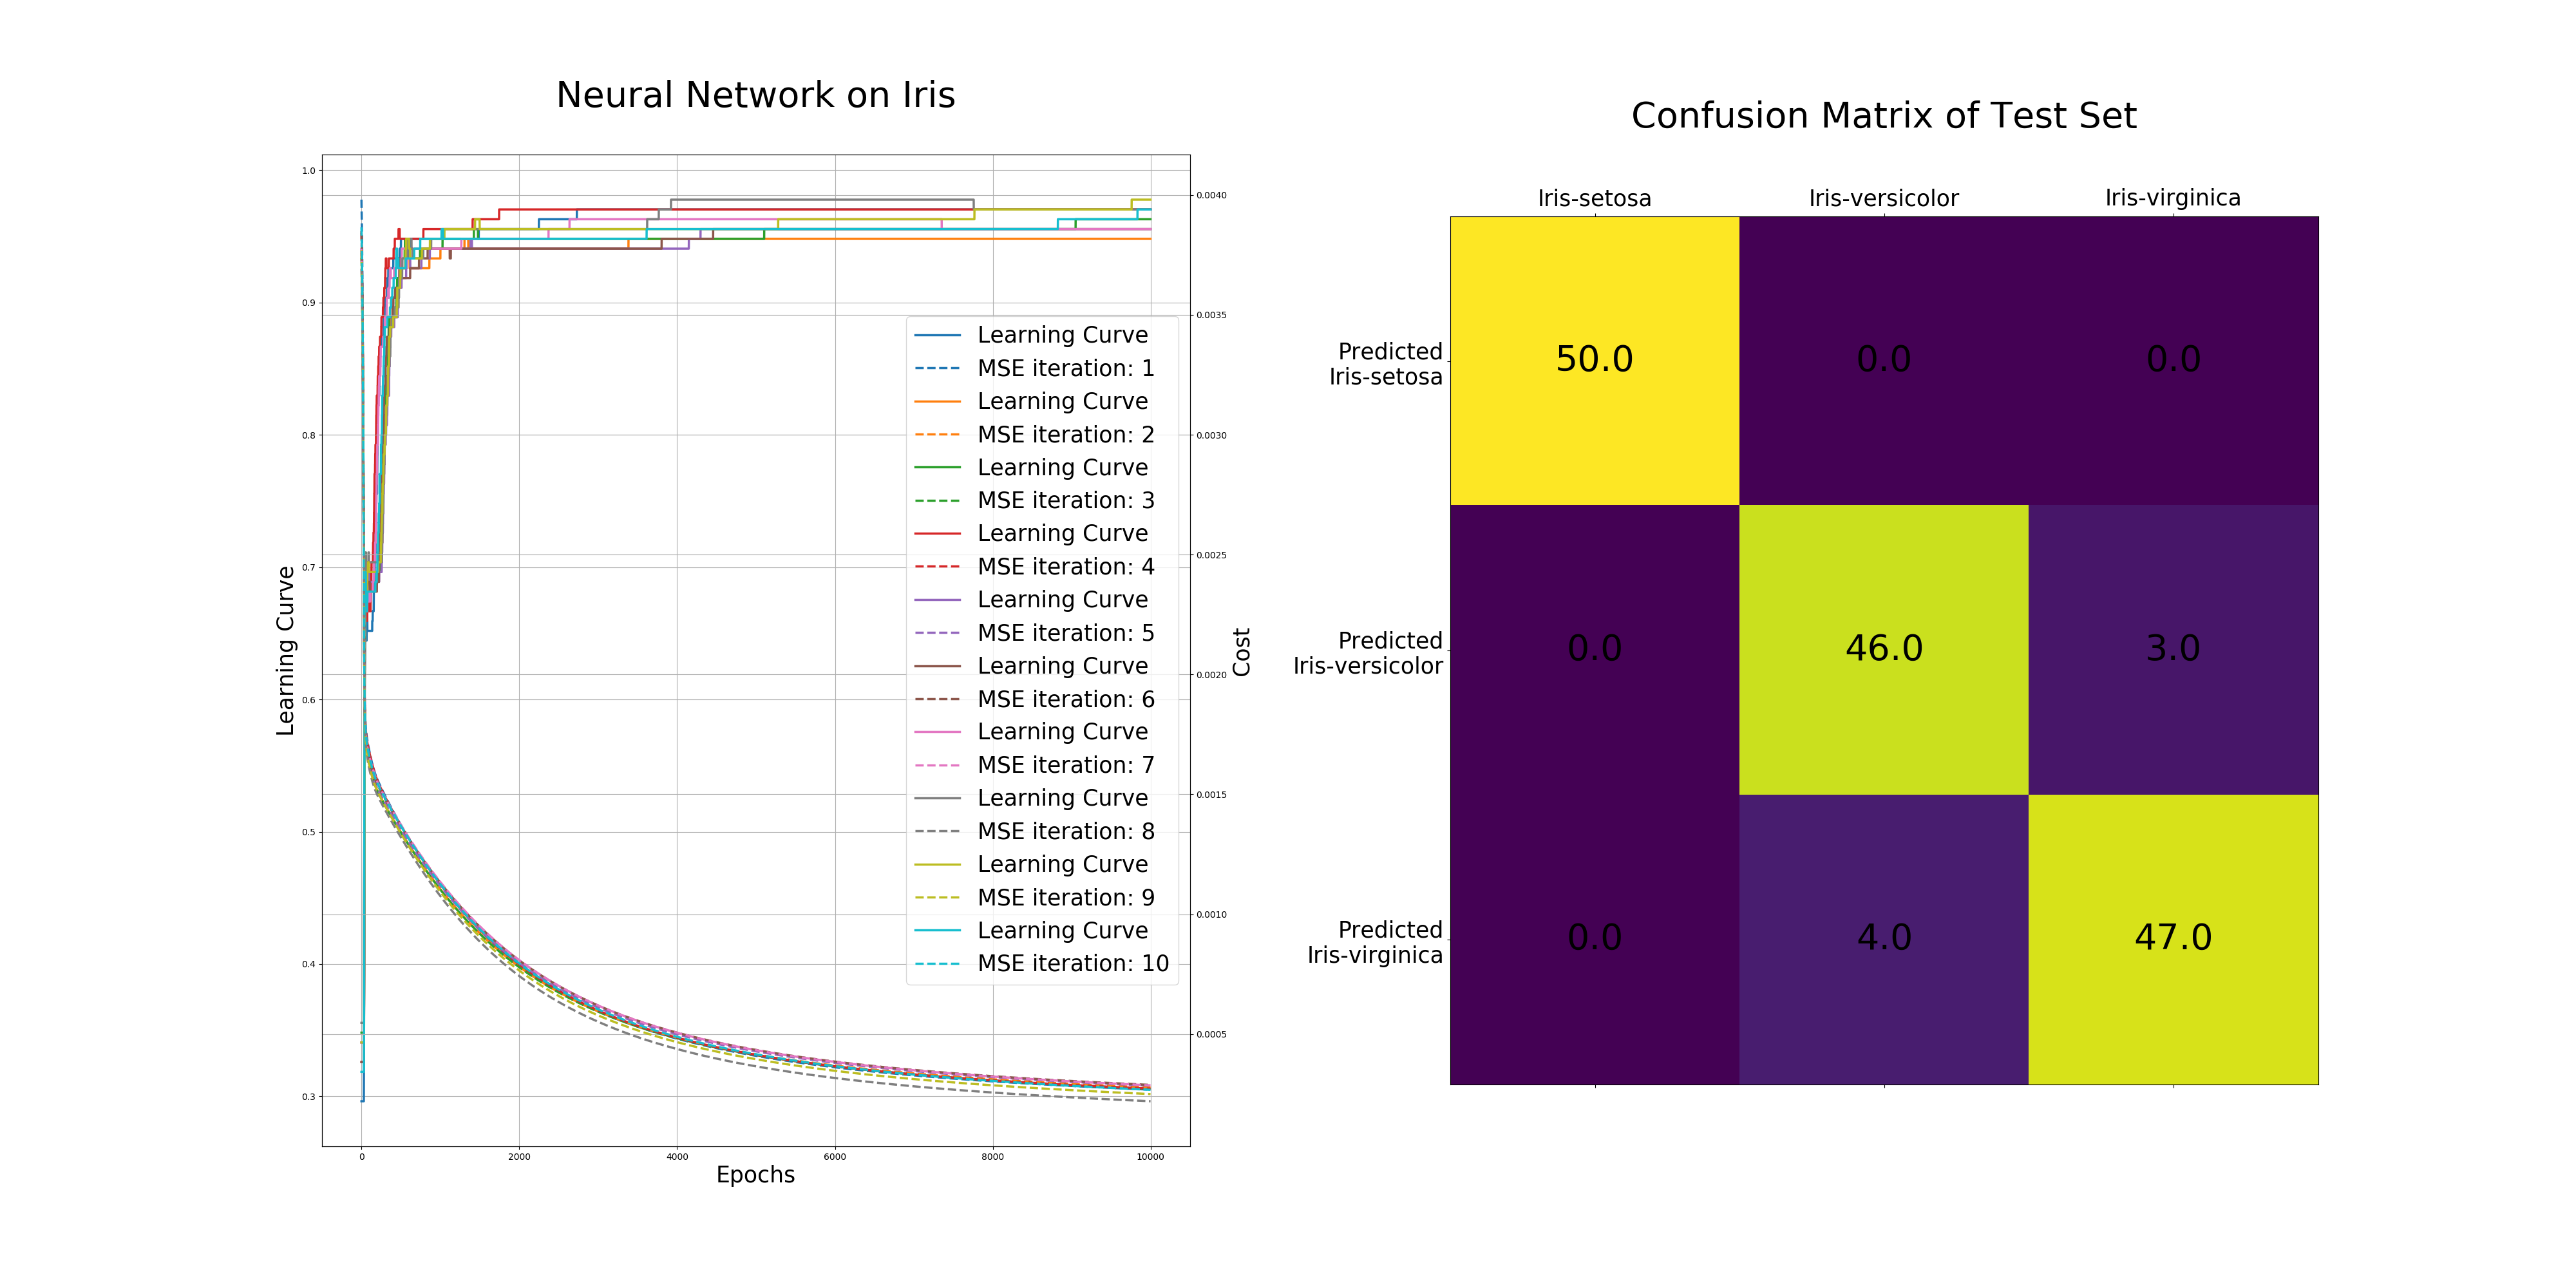 Neural Network on Iris
1.0
0.9
0.8
0.7
0.6
0.5
0.4
0.3
Learning Curve
0
2000
4000
6000
8000
10000
Epochs
0.0040
0.0035
0.0030
0.0025
0.0020
0.0015
0.0010
0.0005
Cost
Learning Curve
MSE iteration: 1
Learning Curve
MSE iteration: 2
Learning Curve
MSE iteration: 3
Learning Curve
MSE iteration: 4
Learning Curve
MSE iteration: 5
Learning Curve
MSE iteration: 6
Learning Curve
MSE iteration: 7
Learning Curve
MSE iteration: 8
Learning Curve
MSE iteration: 9
Learning Curve
MSE iteration: 10
Confusion Matrix of Test Set
Iris-setosa Iris-versicolor Iris-virginica
Predicted
Iris-setosa
50.0 0.0 0.0
Predicted
Iris-versicolor
0.0 46.0 3.0
Predicted
Iris-virginica
0.0 4.0 47.0